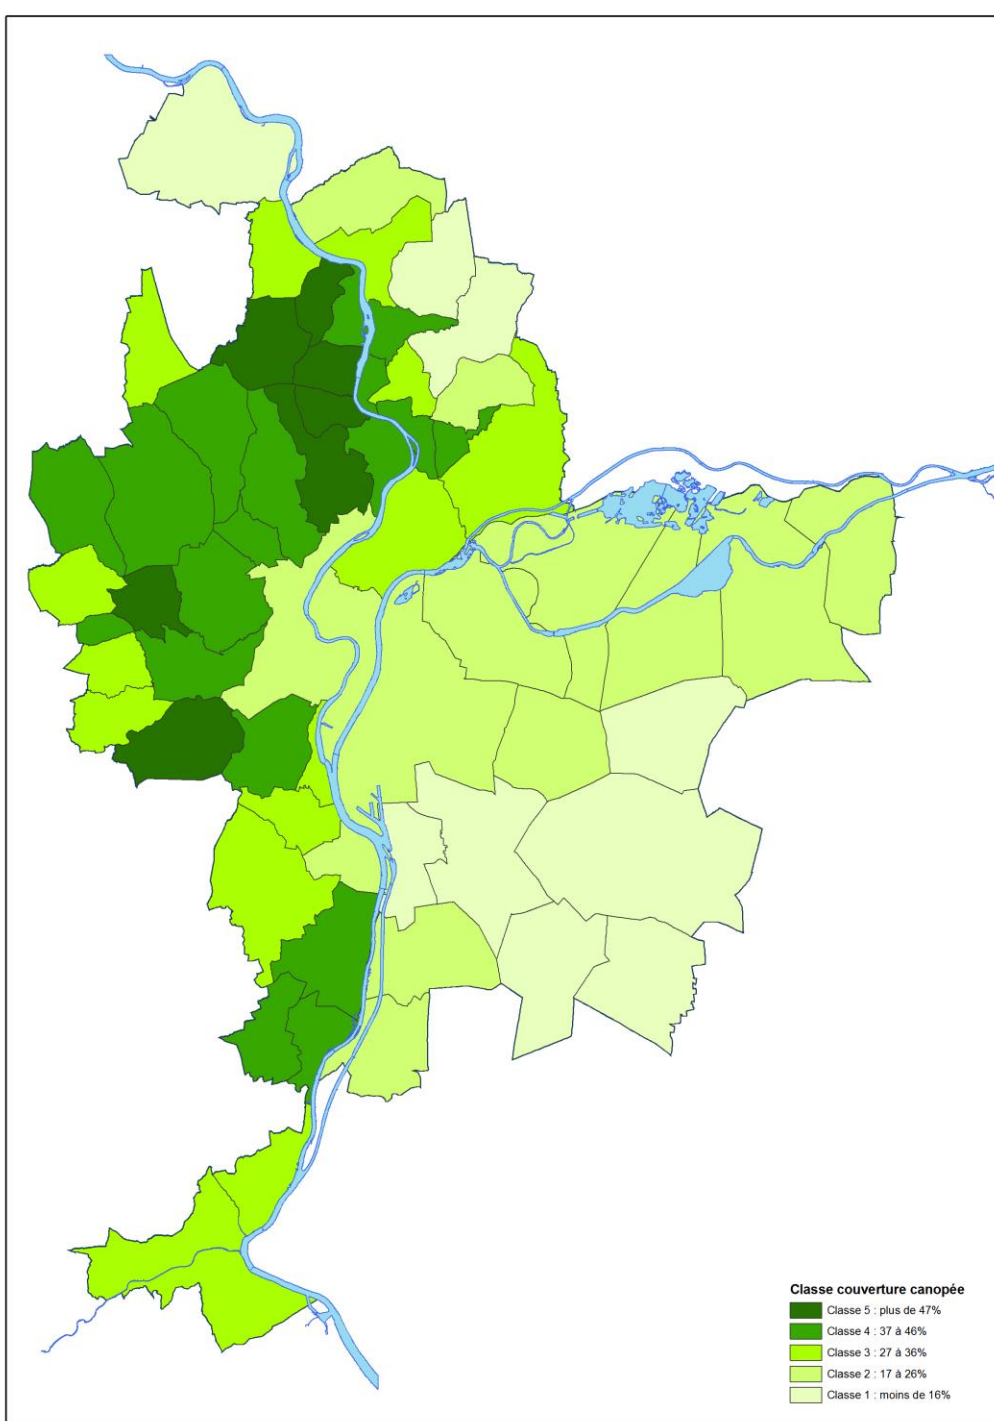 Classe couverture canopée
Classe 5 : plus de 47%
Classe 4 : 37 à 46%
Classe 3 : 27 à 36%
Classe 2 : 17 à 26%
Classe 1 : moins de 16%